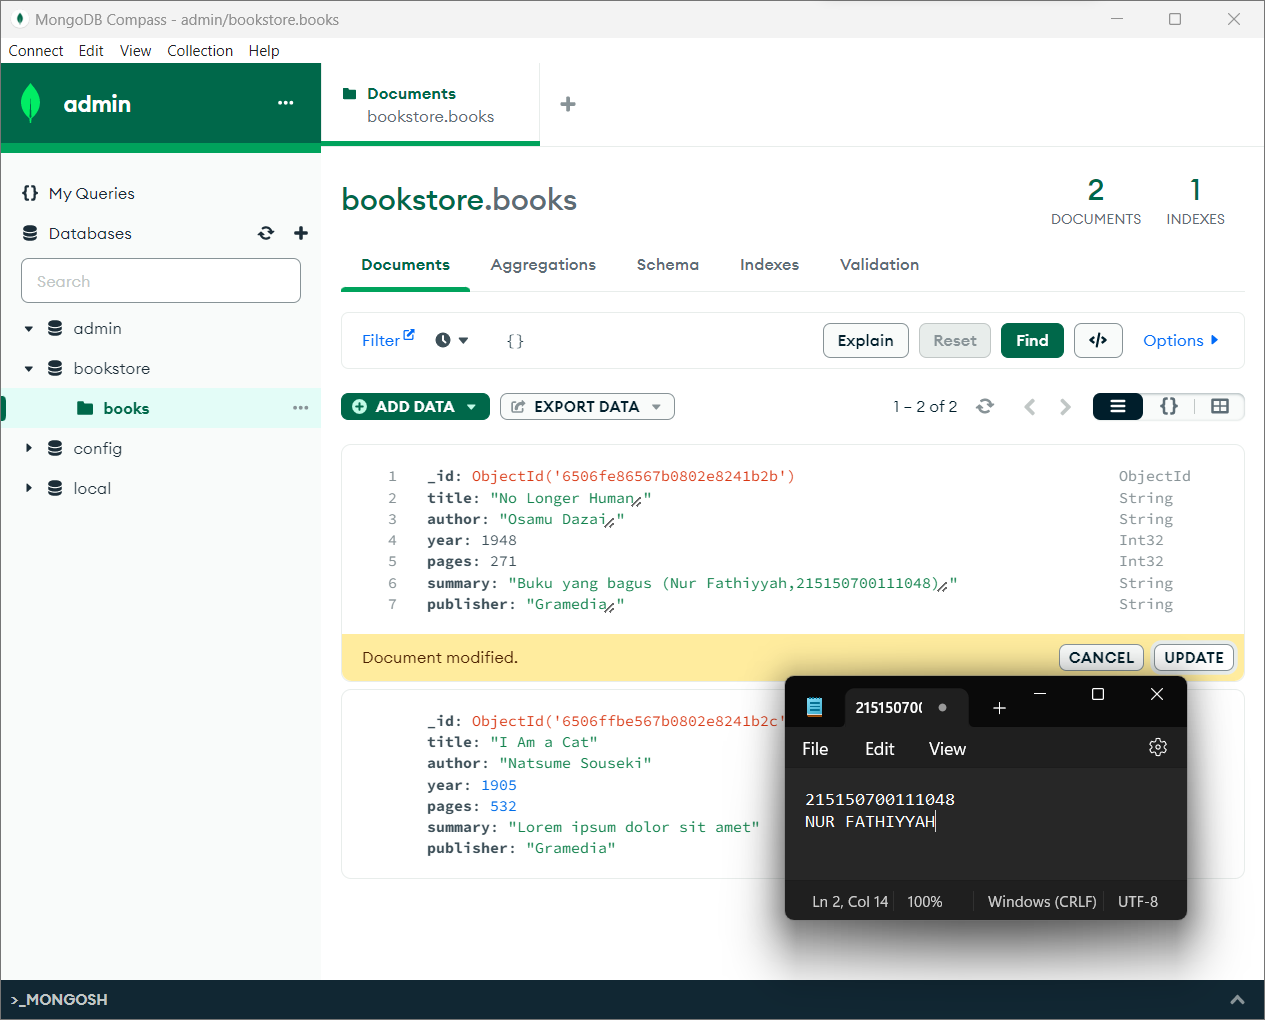 MongoDB Compass - admin/bookstore.books
Connect Edit View Collection Help
admin
Documents
bookstore.books
My Queries
Databases
Search
admin
bookstore
books
config
local
bookstore.books
2
DOCUMENTS
1
INDEXES
Documents Aggregations Schema Indexes Validation
Filter {} Explain Reset Find </> Options
ADD DATA EXPORT DATA 1 – 2 of 2 {}
1 _id: ObjectId('6506fe86567b0802e8241b2b') ObjectId
2 title: "No Longer Human" String
3 author: "Osamu Dazai" String
4 year: 1948 Int32
5 pages: 271 Int32
6 summary: "Buku yang bagus (Nur Fathiyyah,215150700111048)" String
7 publisher: "Gramedia" String
Document modified. CANCEL UPDATE
_id: ObjectId('6506ffbe567b0802e8241b2c'
title: "I Am a Cat"
author: "Natsume Souseki"
year: 1905
pages: 532
summary: "Lorem ipsum dolor sit amet"
publisher: "Gramedia"
21515070
File Edit View
215150700111048
NUR FATHIYYAH
Ln 2, Col 14 100% Windows (CRLF) UTF-8
>_MONGOSH